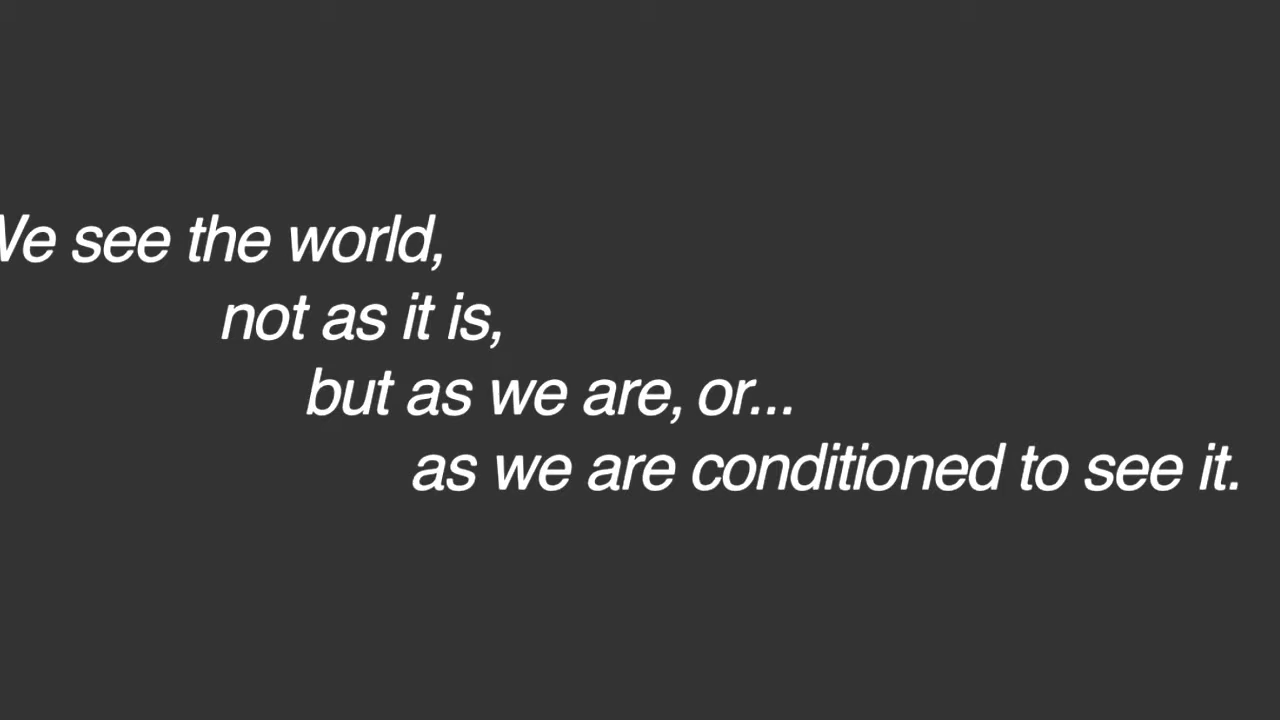 We see the world,
not as it is,
but as we are, or...
as we are conditioned to see it.